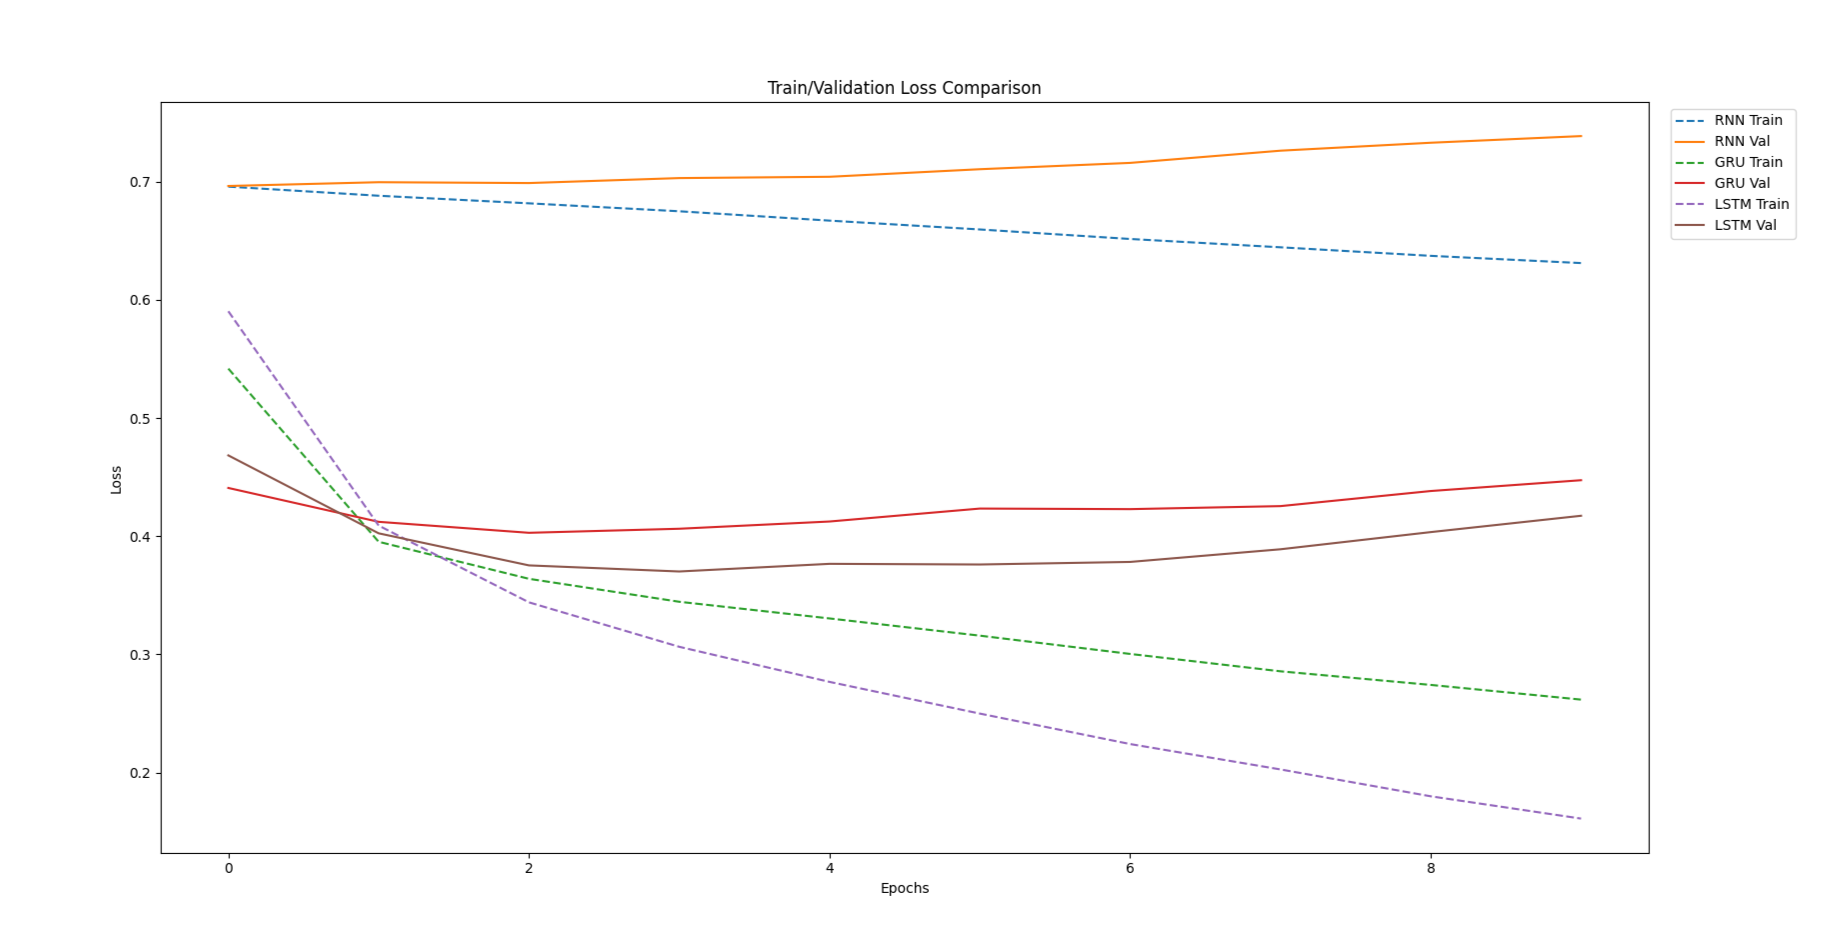 Train/Validation Loss Comparison
RNN Train
RNN Val
GRU Train
GRU Val
LSTM Train
LSTM Val
0.7
0.6
0.5
0.4
0.3
0.2
Loss
0 2 4 6 8
Epochs